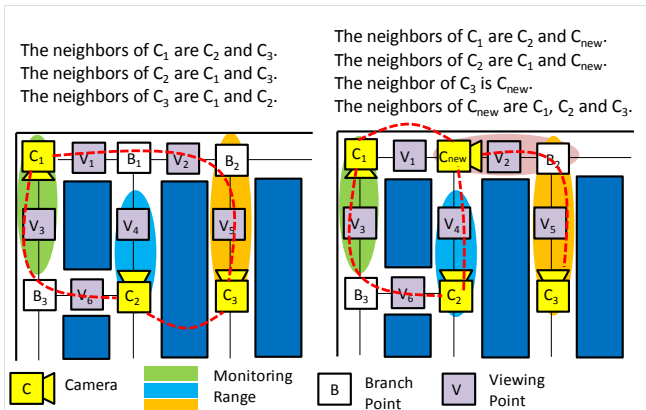 The neighbors of C1 are C2 and C3.
The neighbors of C2 are C1 and C3.
The neighbors of C3 are C1 and C2.
The neighbors of C1 are C2 and Cnew.
The neighbors of C2 are C1 and Cnew.
The neighbor of C3 is Cnew.
The neighbors of Cnew are C1, C2 and C3.
C1 V1 B1 V2 B2
V3 V4 V5
B3 V6 C2 C3
C1 V1 Cnew V2 B2
V3 V4 V5
B3 V6 C2 C3
C Camera
Monitoring
Range
B Branch
Point
V Viewing
Point